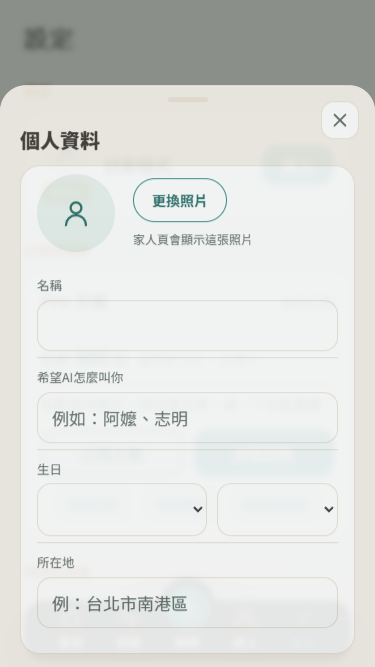 設定
個人資料
更換照片
家人頁會顯示這張照片
名稱
希望AI怎麼叫你
例如：阿嬤、志明
生日
所在地
例：台北市南港區